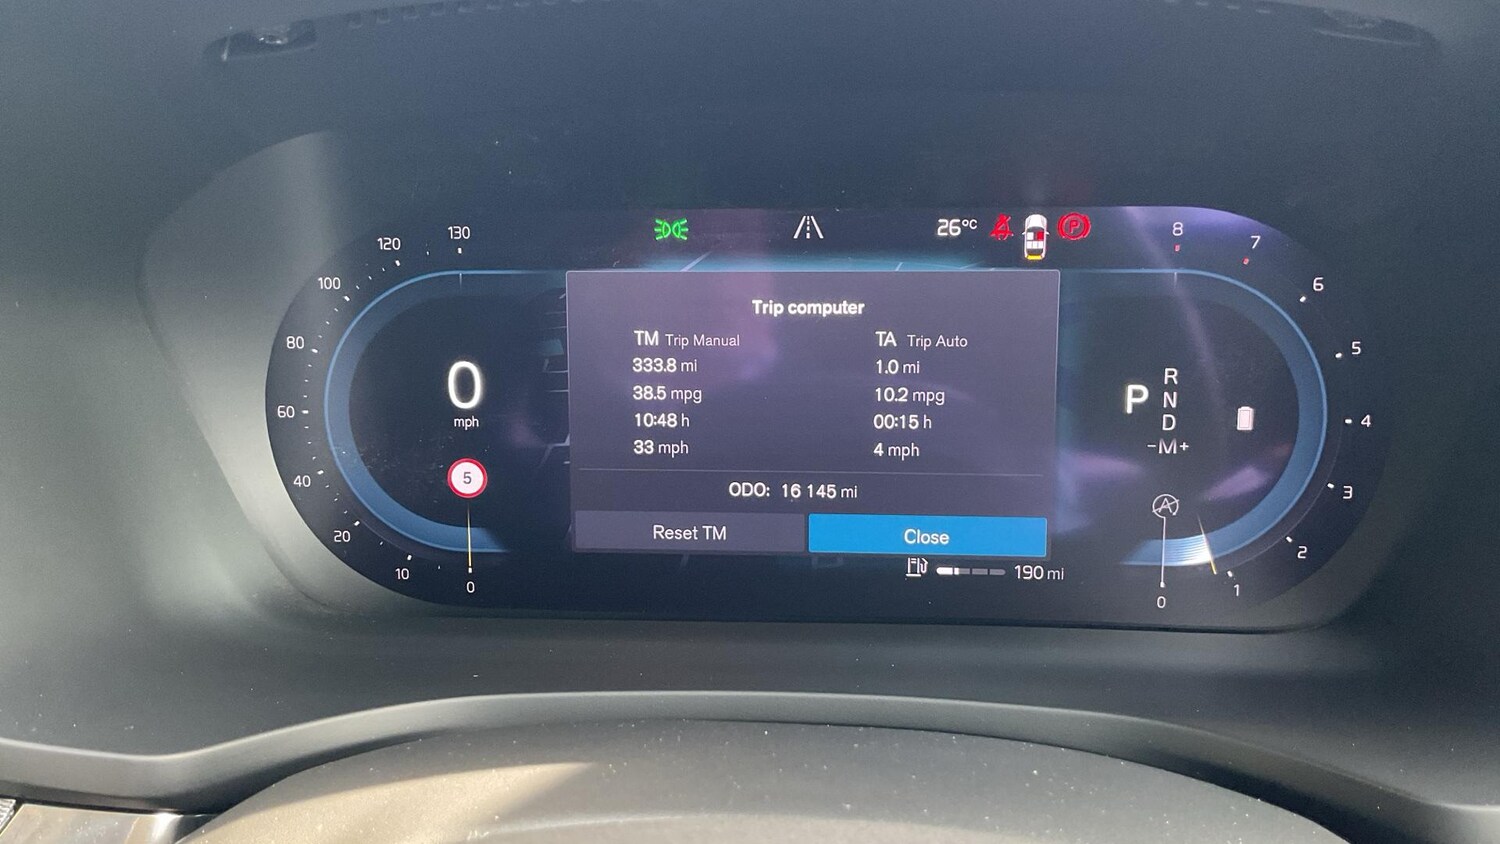 26°C
P
Trip computer
TM Trip Manual
333.8 mi
38.5 mpg
10:48 h
33 mph
TA Trip Auto
1.0 mi
10.2 mpg
00:15 h
4 mph
ODO: 16 145 mi
Reset TM
Close
190 mi
130
120
100
80
60
40
20
10
0
0
mph
5
P
R
N
D
-M+
A
8
7
6
5
4
3
2
1
0